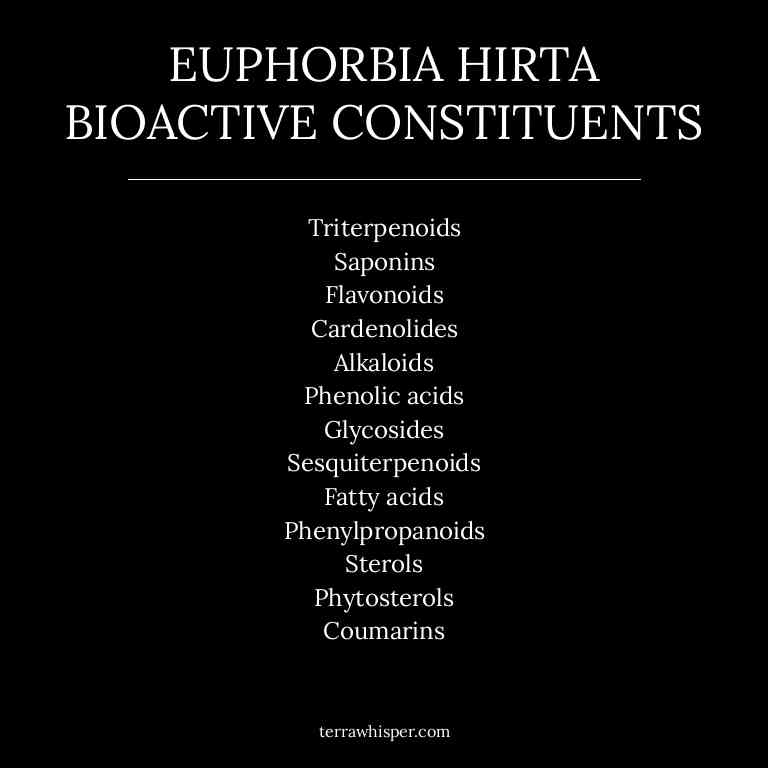 EUPHORBIA HIRTA
BIOACTIVE CONSTITUENTS
Triterpenoids
Saponins
Flavonoids
Cardenolides
Alkaloids
Phenolic acids
Glycosides
Sesquiterpenoids
Fatty acids
Phenylpropanoids
Sterols
Phytosterols
Coumarins
terrawhisper.com